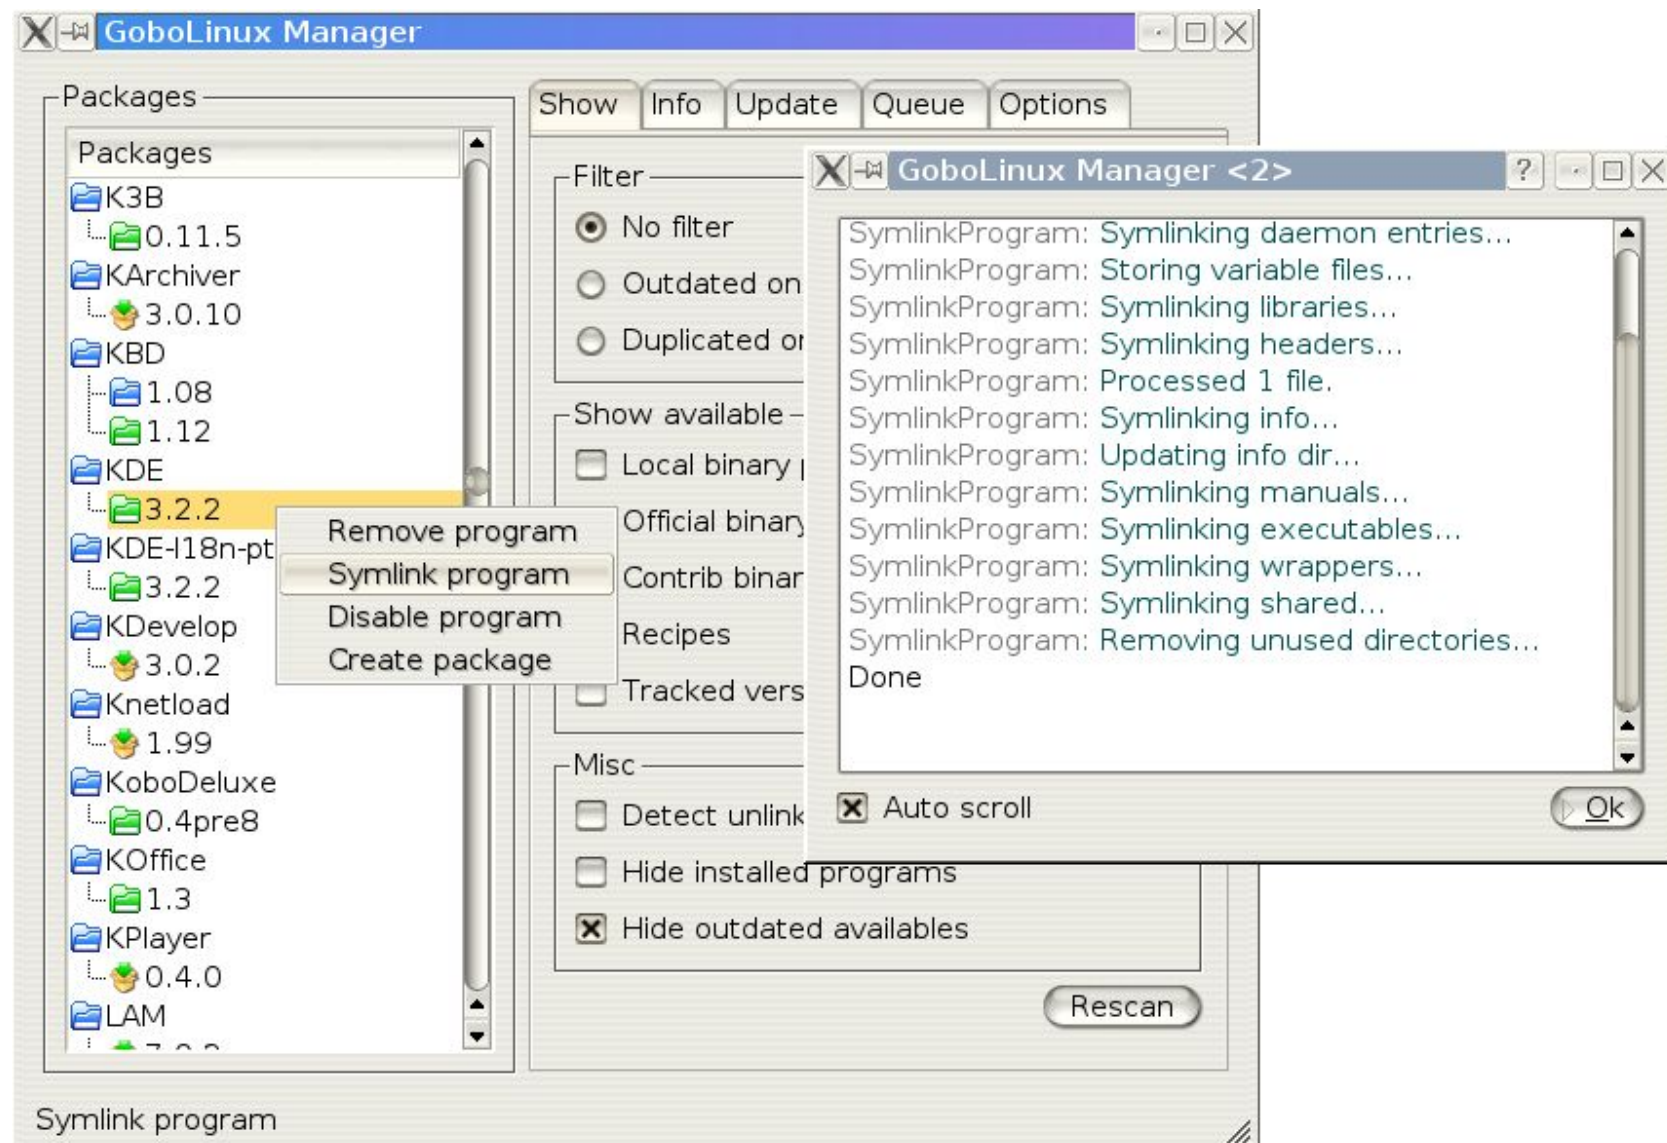 GoboLinux Manager
Packages
Packages
K3B
0.11.5
KArchiver
3.0.10
KBD
1.08
1.12
KDE
3.2.2
KDE-I18n-pt
3.2.2
KDevelop
3.0.2
Knetload
1.99
KoboDeluxe
0.4pre8
KOffice
1.3
KPlayer
0.4.0
LAM
Remove program
Symlink program
Disable program
Create package
Show Info Update Queue Options
Filter
No filter
Outdated on
Duplicated
Show available
Local binary
Official binary
Contrib
Recipes
Tracked
Misc
Detect
Hide installed programs
Hide outdated availables
Rescan
GoboLinux Manager <2> ?
SymlinkProgram: Symlinking daemon entries...
SymlinkProgram: Storing variable files...
SymlinkProgram: Symlinking libraries...
SymlinkProgram: Symlinking headers...
SymlinkProgram: Processed 1 file.
SymlinkProgram: Symlinking info...
SymlinkProgram: Updating info dir...
SymlinkProgram: Symlinking manuals...
SymlinkProgram: Symlinking executables...
SymlinkProgram: Symlinking wrappers...
SymlinkProgram: Symlinking shared...
SymlinkProgram: Removing unused directories...
Done
Auto scroll
Ok
Symlink program